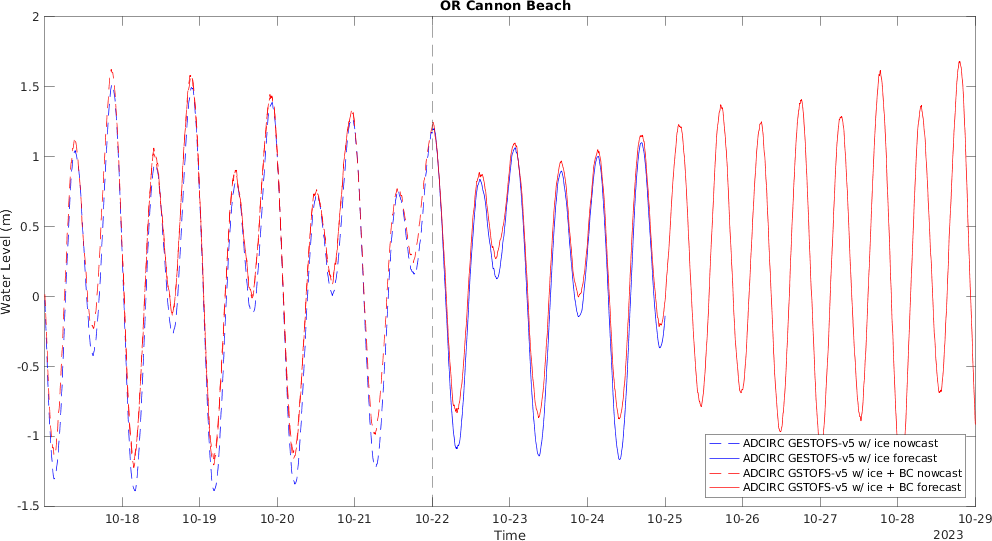 OR Cannon Beach
Water Level (m)
2
1.5
1
0.5
0
-0.5
-1
-1.5
ADCIRC GESTOFS-v5 w/ ice nowcast
ADCIRC GESTOFS-v5 w/ ice forecast
ADCIRC GSTOFS-v5 w/ ice + BC nowcast
ADCIRC GSTOFS-v5 w/ ice + BC forecast
10-18 10-19 10-20 10-21 10-22 10-23 10-24 10-25 10-26 10-27 10-28 10-29
Time
2023